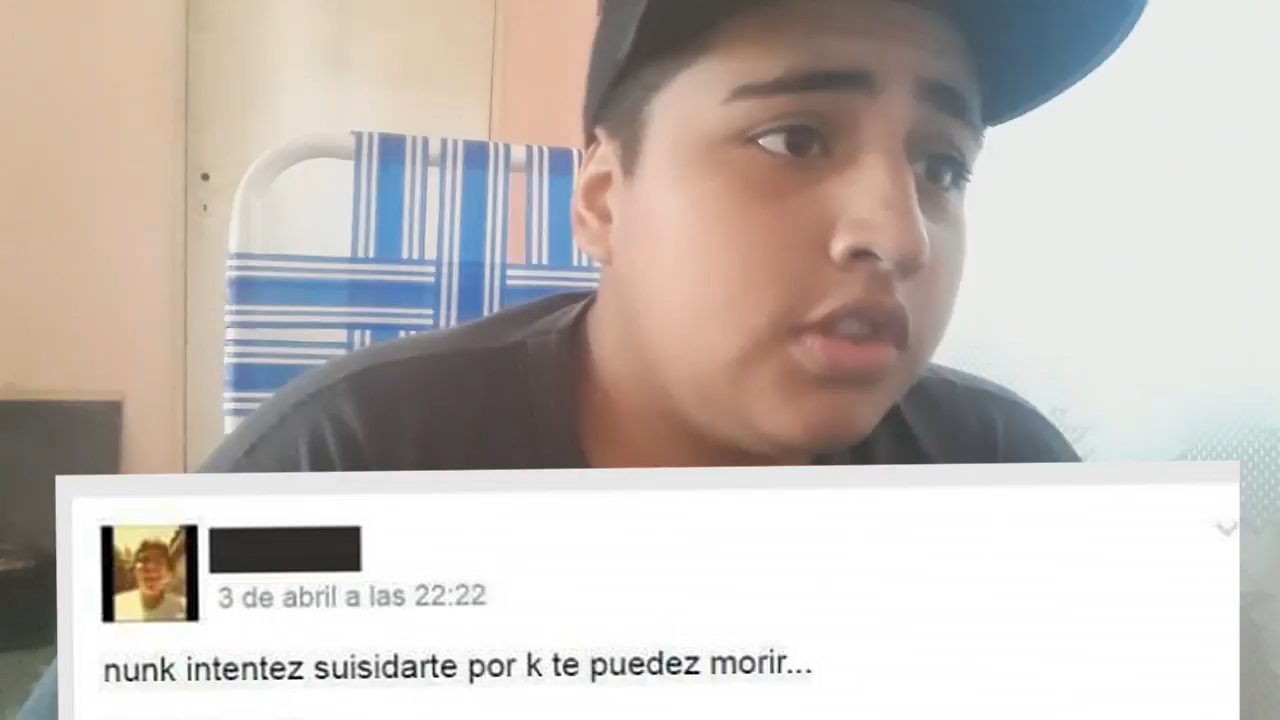 3 de abril a las 22:22
nunk intentez suisidarte por k te puedez morir...